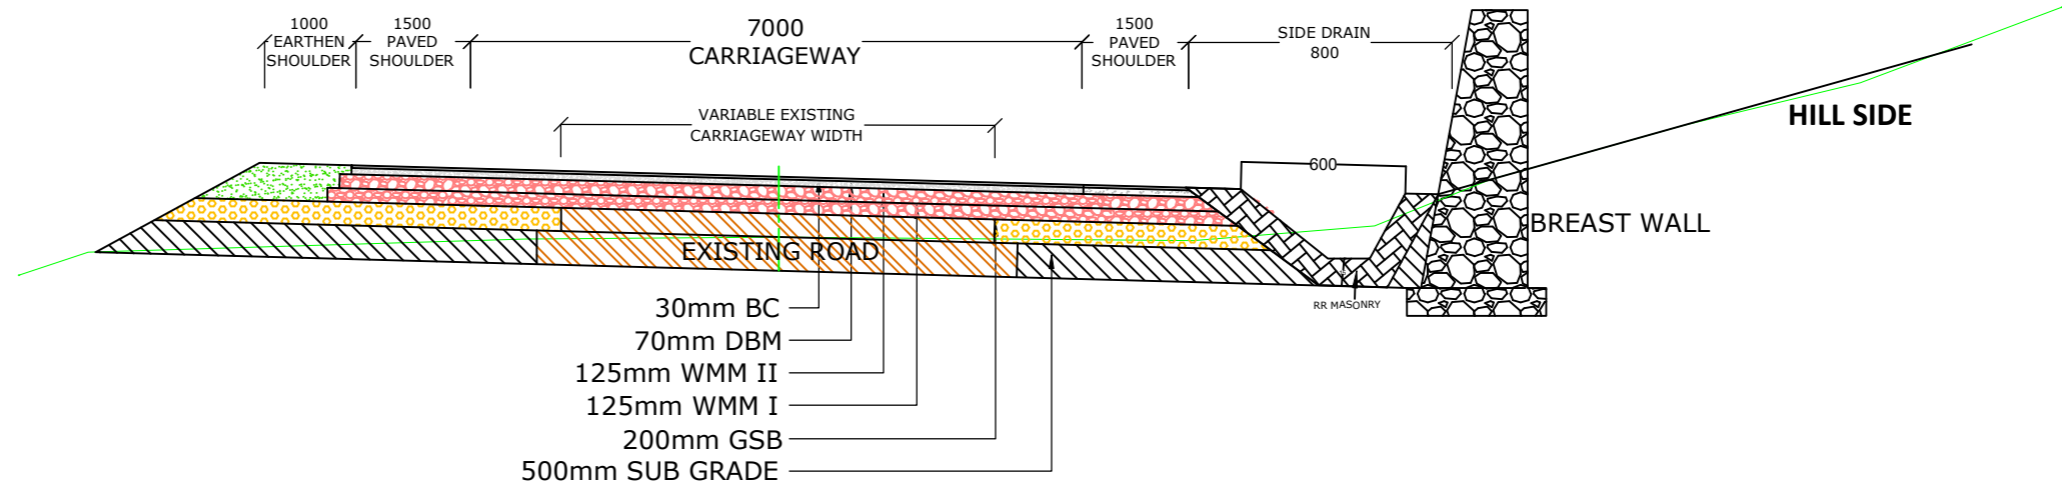 1000
EARTHEN
SHOULDER
1500
PAVED
SHOULDER
7000
CARRIAGEWAY
1500
PAVED
SHOULDER
SIDE DRAIN
800
VARIABLE EXISTING
CARRIAGEWAY WIDTH
HILL SIDE
600
BREAST WALL
EXISTING ROAD
RR MASONRY
30mm BC
70mm DBM
125mm WMM II
125mm WMM I
200mm GSB
500mm SUB GRADE